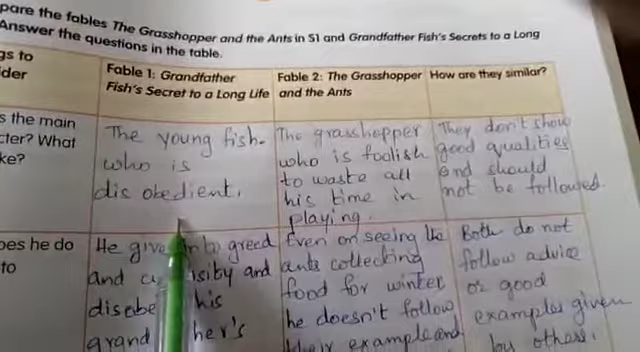 pare the fables The Grasshopper and the Ants in S1 and Grandfather Fish's Secrets to a Long
Answer the questions in the table.
gs to
ider
Fable 1: Grandfather
Fish's Secret to a Long Life
Fable 2: The Grasshopper
and the Ants
How are they similar?
s the main
cter? What
ke?
The young fish.
who is
disobedient.
The grasshopper
who is foolish
to waste all
his time in
playing.
They don't show
good qualities
and should
not be followed.
oes he do
to
He give in to greed
and and
disobe his
grand her's
Even on seeing the
ants collecting
food for winter
he doesn't follow
their example and
Both do not
follow advice
or good
examples given
by others.